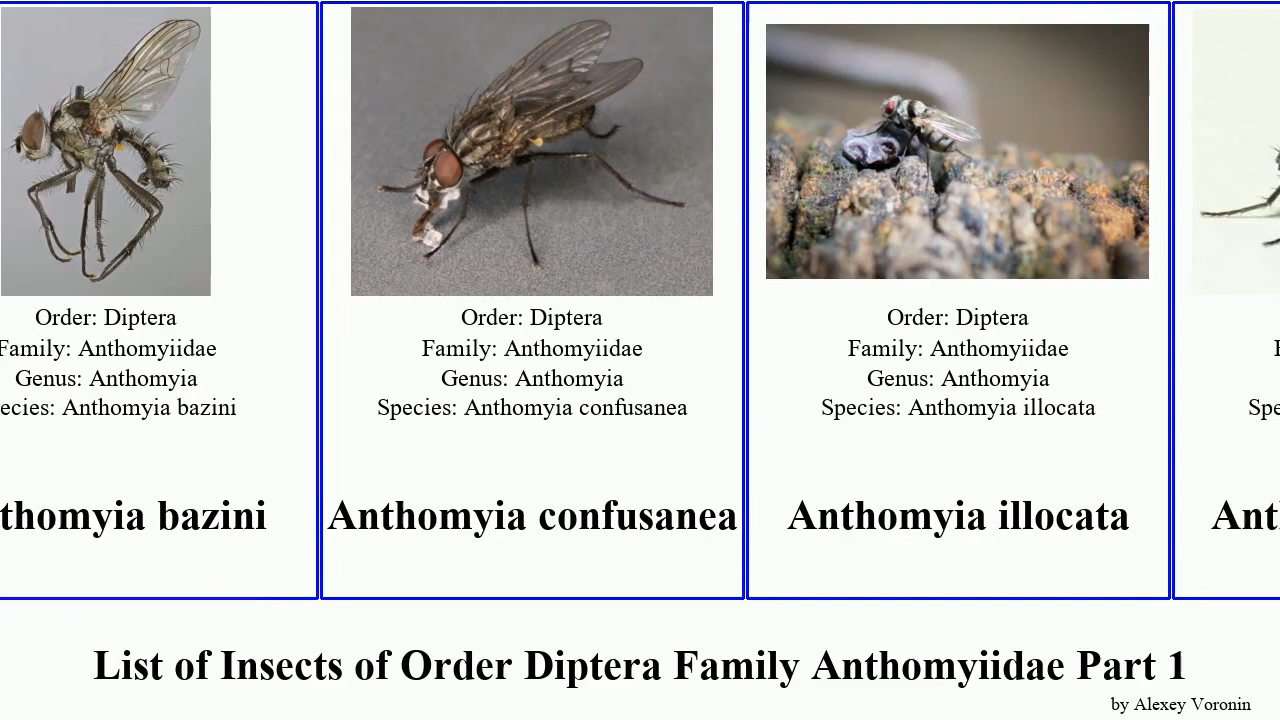 Order: Diptera
Family: Anthomyiidae
Genus: Anthomyia
ecies: Anthomyia bazini
thomyia bazini
Order: Diptera
Family: Anthomyiidae
Genus: Anthomyia
Species: Anthomyia confusanea
Anthomyia confusanea
Order: Diptera
Family: Anthomyiidae
Genus: Anthomyia
Species: Anthomyia illocata
Anthomyia illocata
Spe
Ant
List of Insects of Order Diptera Family Anthomyiidae Part 1
by Alexey Voronin